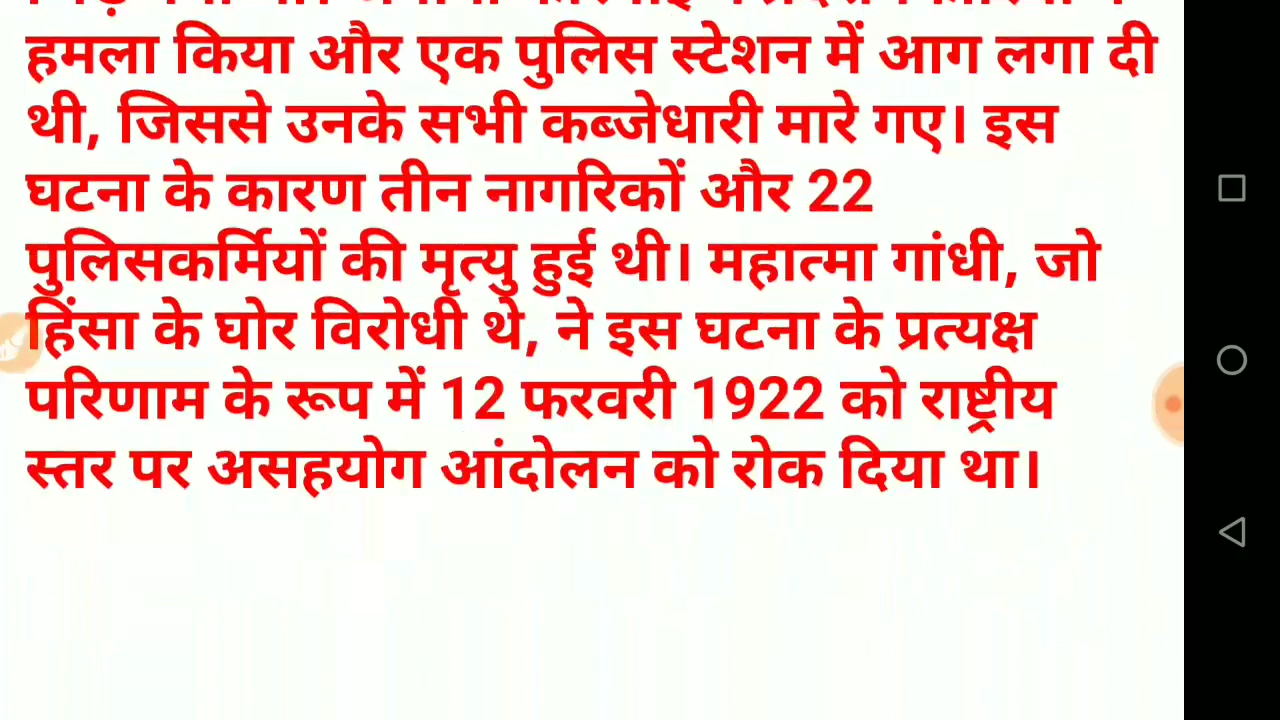 हमला किया और एक पुलिस स्टेशन में आग लगा दी
थी, जिससे उनके सभी कब्जेधारी मारे गए। इस
घटना के कारण तीन नागरिकों और 22
पुलिसकर्मियों की मृत्यु हुई थी। महात्मा गांधी, जो
हिंसा के घोर विरोधी थे, ने इस घटना के प्रत्यक्ष
परिणाम के रूप में 12 फरवरी 1922 को राष्ट्रीय
स्तर पर असहयोग आंदोलन को रोक दिया था।